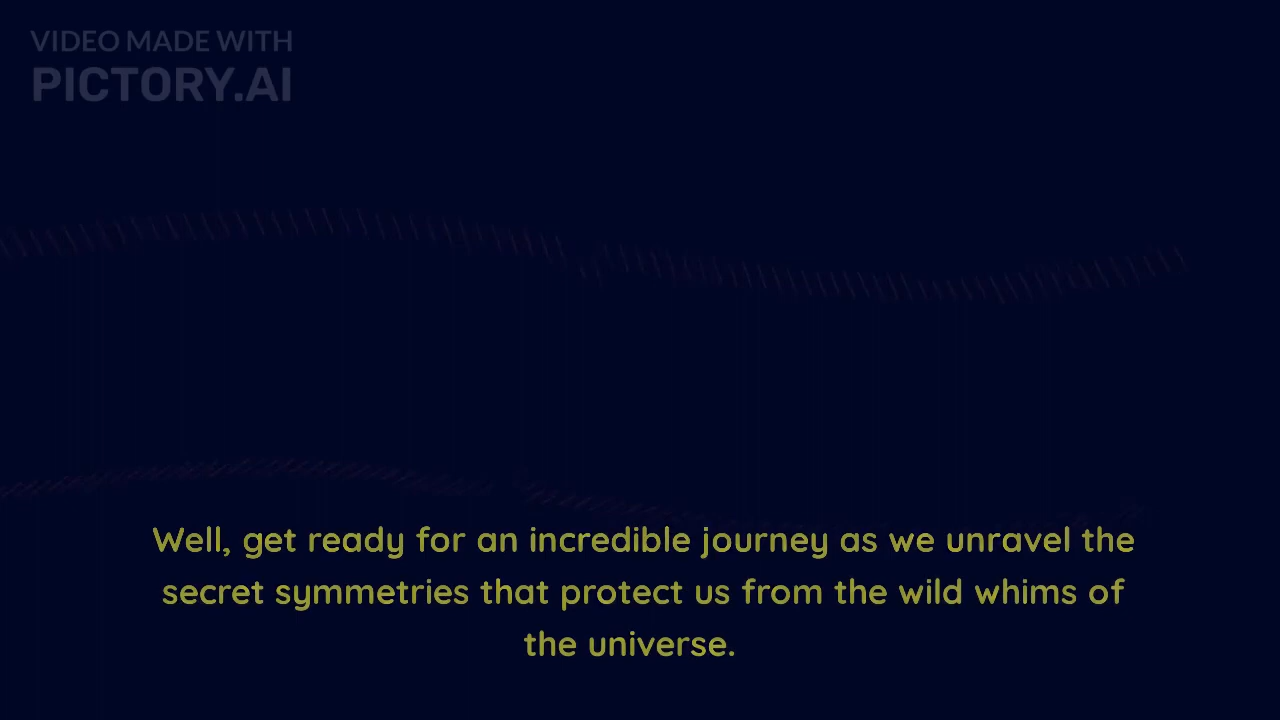 VIDEO MADE WITH
PICTORY.AI
Well, get ready for an incredible journey as we unravel the
secret symmetries that protect us from the wild whims of
the universe.